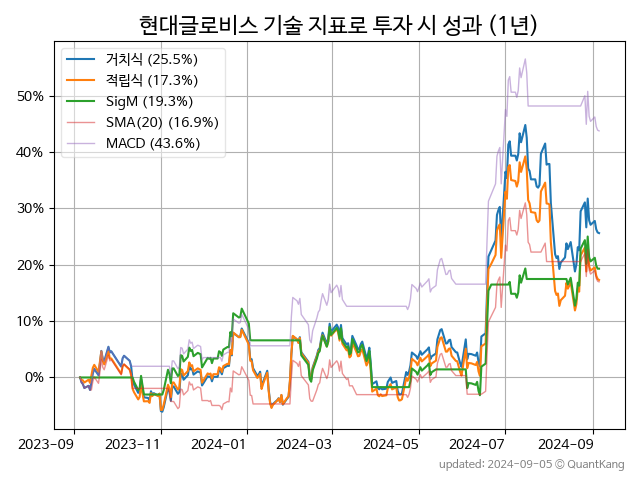 현대글로비스 기술 지표로 투자 시 성과 (1년)
거치식 (25.5%)
적립식 (17.3%)
SigM (19.3%)
SMA(20) (16.9%)
MACD (43.6%)
50%
40%
30%
20%
10%
0%
2023-09 2023-11 2024-01 2024-03 2024-05 2024-07 2024-09
updated: 2024-09-05 © QuantKang